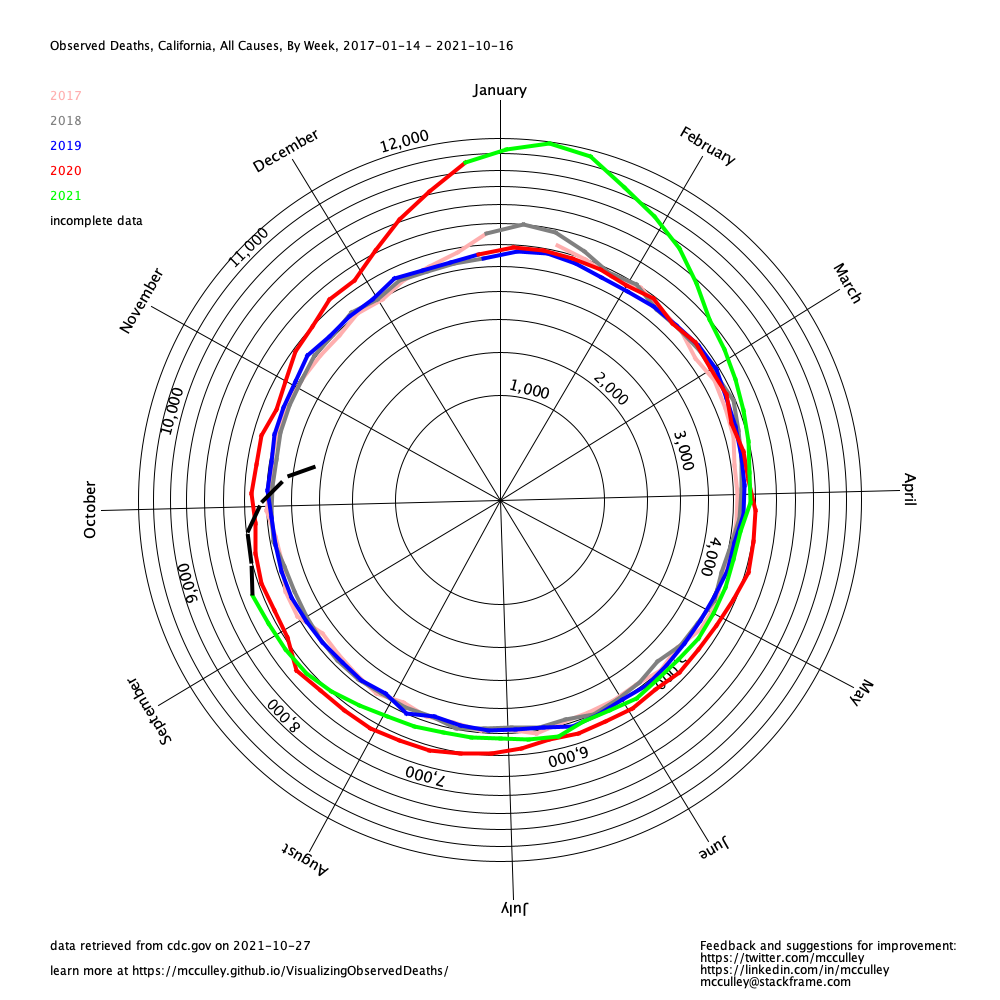 Observed Deaths, California, All Causes, By Week, 2017-01-14 - 2021-10-16
2017
2018
2019
2020
2021
incomplete data
January
February
March
April
May
June
July
August
September
October
November
December
1,000
2,000
3,000
4,000
5,000
6,000
7,000
8,000
9,000
10,000
11,000
12,000
data retrieved from cdc.gov on 2021-10-27
learn more at https://mcculley.github.io/VisualizingObservedDeaths/
Feedback and suggestions for improvement:
https://twitter.com/mcculley
https://linkedin.com/in/mcculley
mcculley@stackframe.com